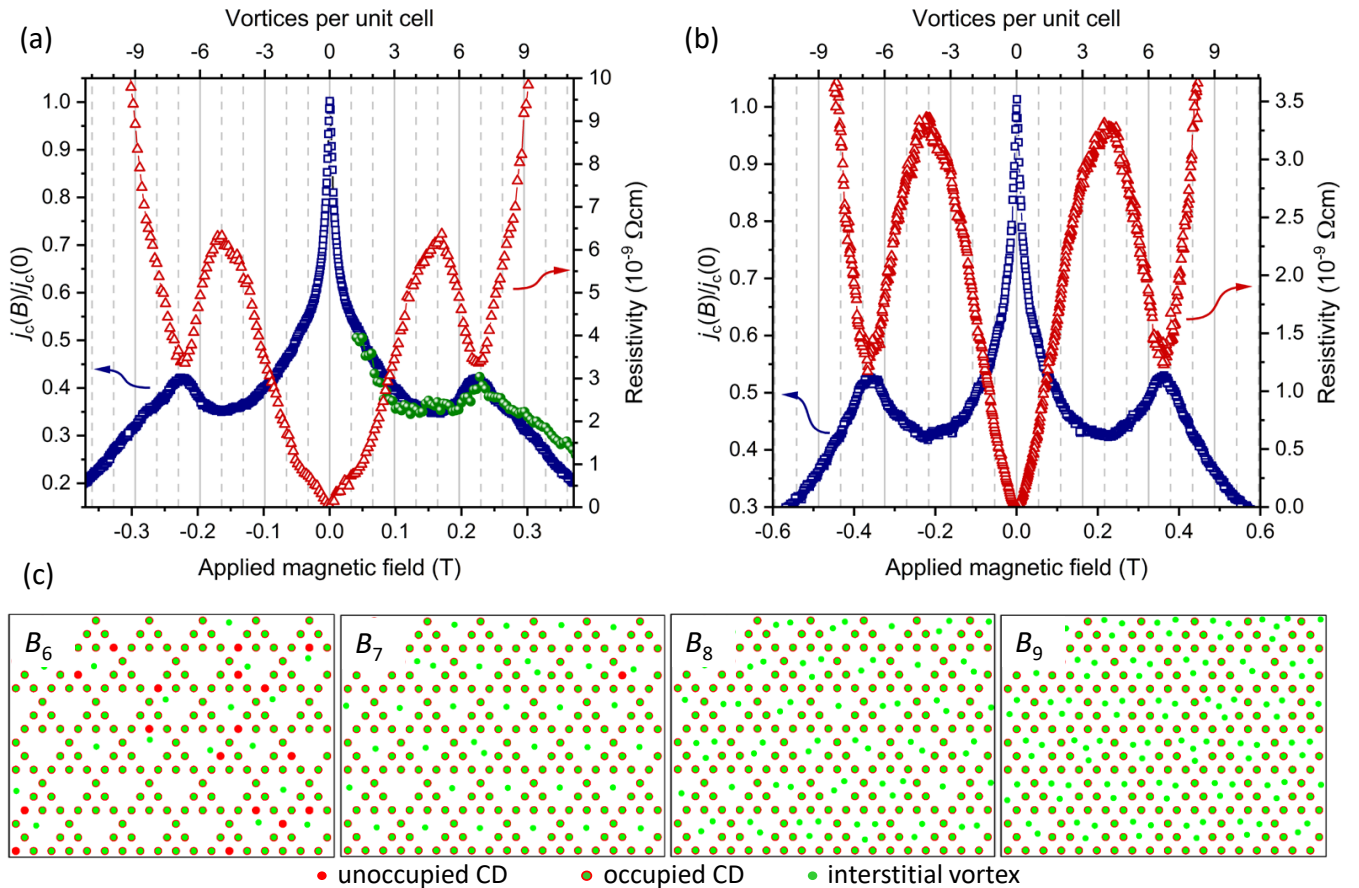 (a)
Vortices per unit cell
-9 -6 -3 0 3 6 9
1.0
0.9
0.8
0.7
0.6
0.5
0.4
0.3
0.2
jc(B)/jc(0)
10
9
8
7
6
5
4
3
2
1
0
Resistivity (10⁻⁹ Ωcm)
-0.3 -0.2 -0.1 0.0 0.1 0.2 0.3
Applied magnetic field (T)
(b)
Vortices per unit cell
-9 -6 -3 0 3 6 9
1.0
0.9
0.8
0.7
0.6
0.5
0.4
0.3
jc(B)/jc(0)
3.5
3.0
2.5
2.0
1.5
1.0
0.5
0.0
Resistivity (10⁻⁹ Ωcm)
-0.6 -0.4 -0.2 0.0 0.2 0.4 0.6
Applied magnetic field (T)
(c)
B6
B7
B8
B9
unoccupied CD occupied CD interstitial vortex